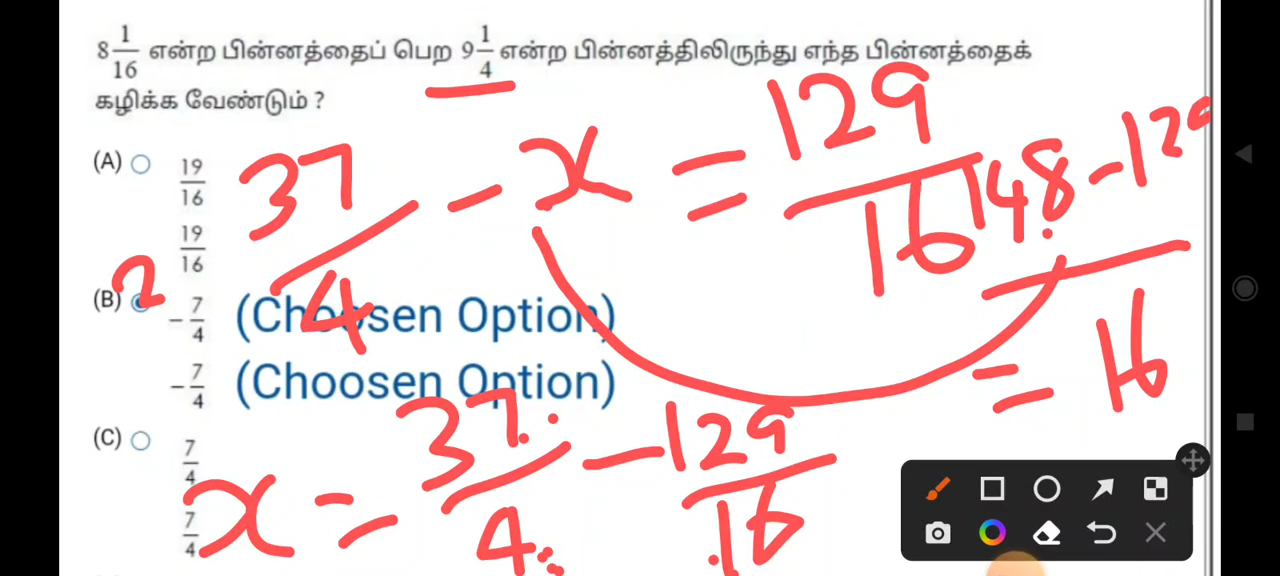 8 1/16 என்ற பின்னத்தைப் பெற 9 1/4 என்ற பின்னத்திலிருந்து எந்த பின்னத்தைக்
கழிக்க வேண்டும் ?
(A) 19/16
19/16
37/4 - x = 129/16
148 - 129
= 16
2
(B) -7/4 (Choosen Option)
-7/4 (Choosen Option)
(C) 7/4
7/4
x = 37/4 - 129/16